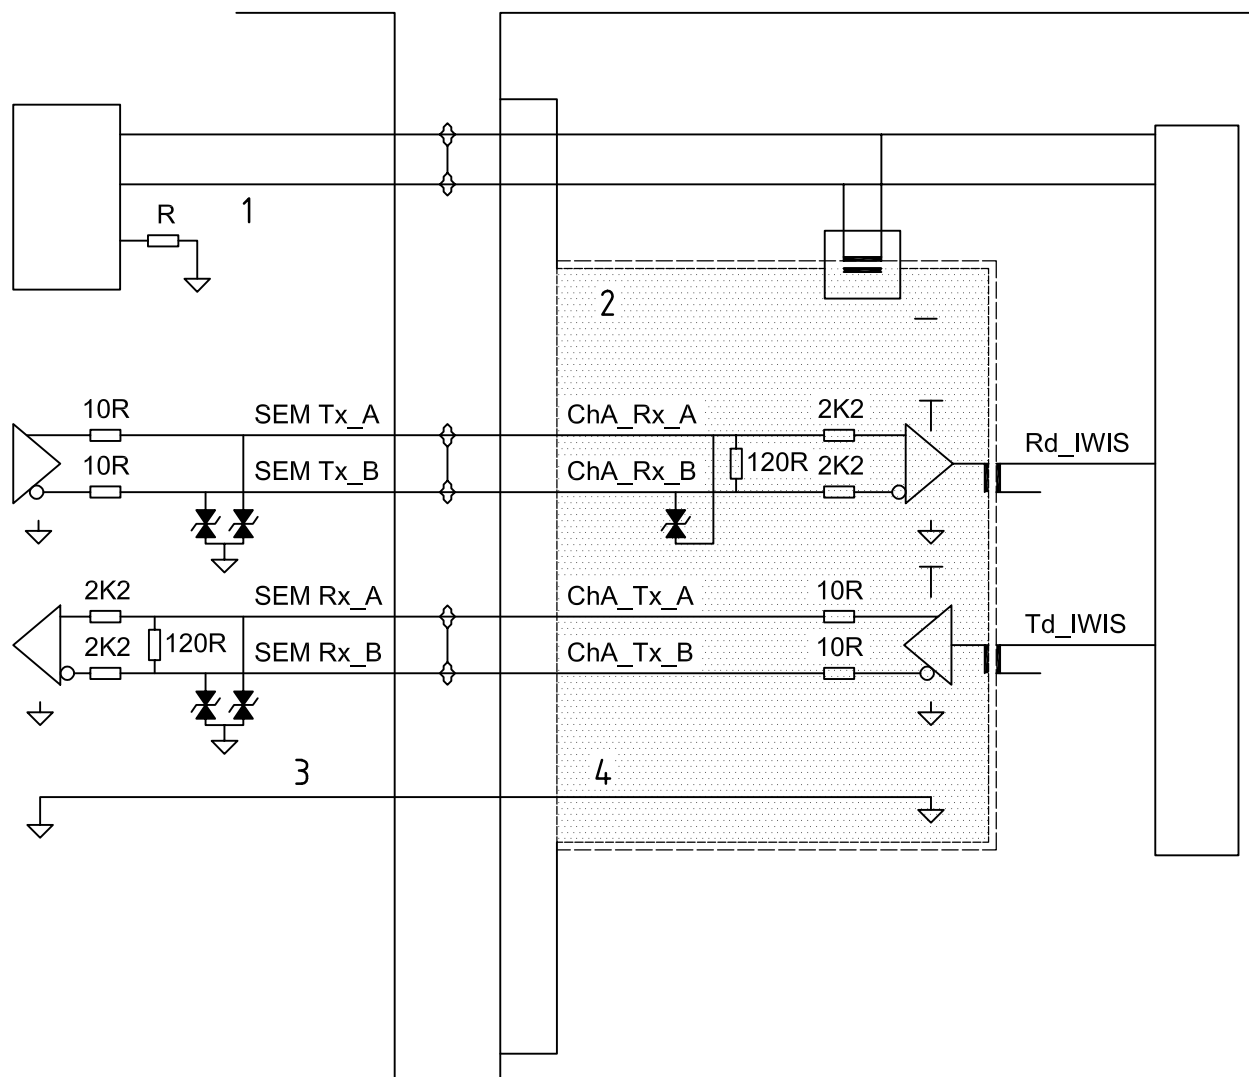 1
R
2
10R SEM Tx_A ChA_Rx_A 2K2
Rd_IWIS
10R SEM Tx_B ChA_Rx_B 120R 2K2
2K2 SEM Rx_A ChA_Tx_A 10R
Td_IWIS
2K2 120R SEM Rx_B ChA_Tx_B 10R
3 4